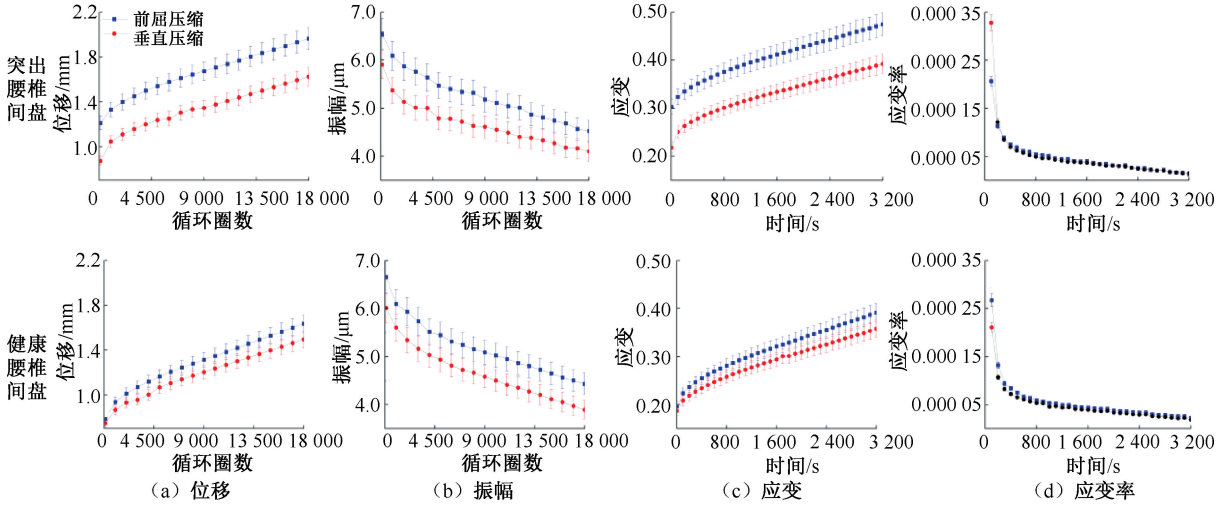 突出
腰椎
间盘
前屈压缩
垂直压缩
位移/mm
2.2
1.8
1.4
1.0
0 4 500 9 000 13 500 18 000
循环圈数
振幅/μm
7.0
6.0
5.0
4.0
0 4 500 9 000 13 500 18 000
循环圈数
应变
0.50
0.40
0.30
0.20
0 800 1 600 2 400 3 200
时间/s
应变率
0.000 35
0.000 25
0.000 15
0.000 05
0 800 1 600 2 400 3 200
时间/s
健康
腰椎
间盘
位移/mm
2.2
1.8
1.4
1.0
0 4 500 9 000 13 500 18 000
循环圈数
(a) 位移
振幅/μm
7.0
6.0
5.0
4.0
0 4 500 9 000 13 500 18 000
循环圈数
(b) 振幅
应变
0.50
0.40
0.30
0.20
0 800 1 600 2 400 3 200
时间/s
(c) 应变
应变率
0.000 35
0.000 25
0.000 15
0.000 05
0 800 1 600 2 400 3 200
时间/s
(d) 应变率